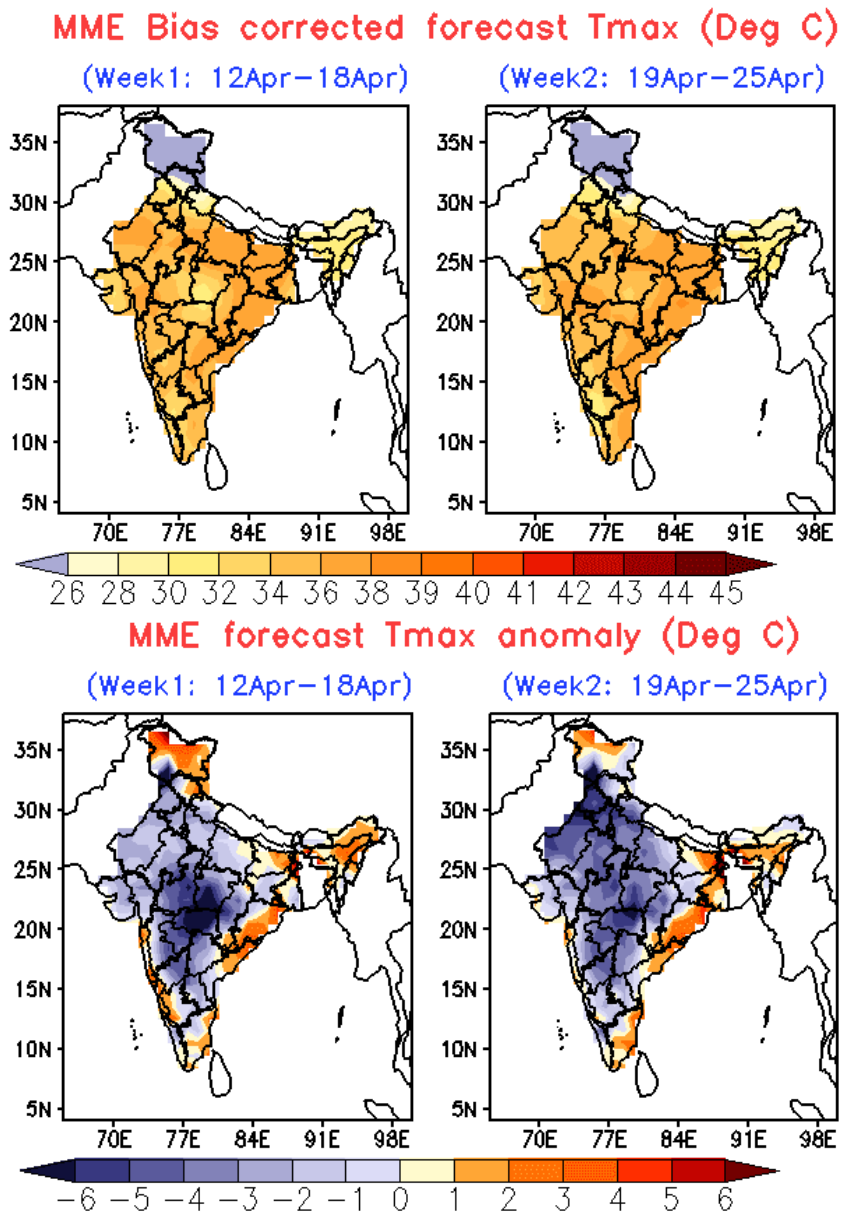 MME Bias corrected forecast Tmax (Deg C)
(Week1: 12Apr-18Apr) (Week2: 19Apr-25Apr)
35N 35N
30N 30N
25N 25N
20N 20N
15N 15N
10N 10N
5N 5N
70E 77E 84E 91E 98E 70E 77E 84E 91E 98E
26 28 30 32 34 36 38 39 40 41 42 43 44 45
MME forecast Tmax anomaly (Deg C)
(Week1: 12Apr-18Apr) (Week2: 19Apr-25Apr)
35N 35N
30N 30N
25N 25N
20N 20N
15N 15N
10N 10N
5N 5N
70E 77E 84E 91E 98E 70E 77E 84E 91E 98E
-6 -5 -4 -3 -2 -1 0 1 2 3 4 5 6